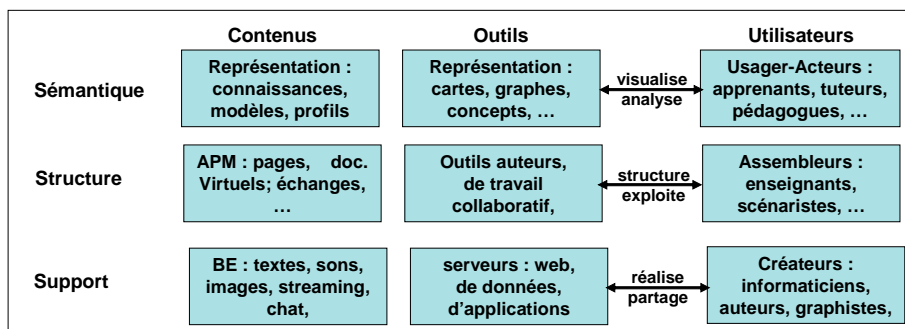 Contenus Outils Utilisateurs
Sémantique
Représentation :
connaissances,
modèles, profils
Représentation :
cartes, graphes,
concepts, …
visualise
analyse
Usager-Acteurs :
apprenants, tuteurs,
pédagogues, …
Structure
APM : pages, doc.
Virtuels; échanges,
…
Outils auteurs,
de travail
collaboratif,
structure
exploite
Assembleurs :
enseignants,
scénaristes, …
Support
BE : textes, sons,
images, streaming,
chat,
serveurs : web,
de données,
d'applications
réalise
partage
Créateurs :
informaticiens,
auteurs, graphistes,